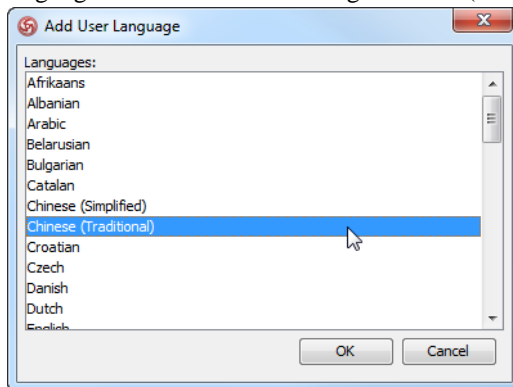 Add User Language
Languages:
Afrikaans
Albanian
Arabic
Belarusian
Bulgarian
Catalan
Chinese (Simplified)
Chinese (Traditional)
Croatian
Czech
Danish
Dutch
English
OK Cancel